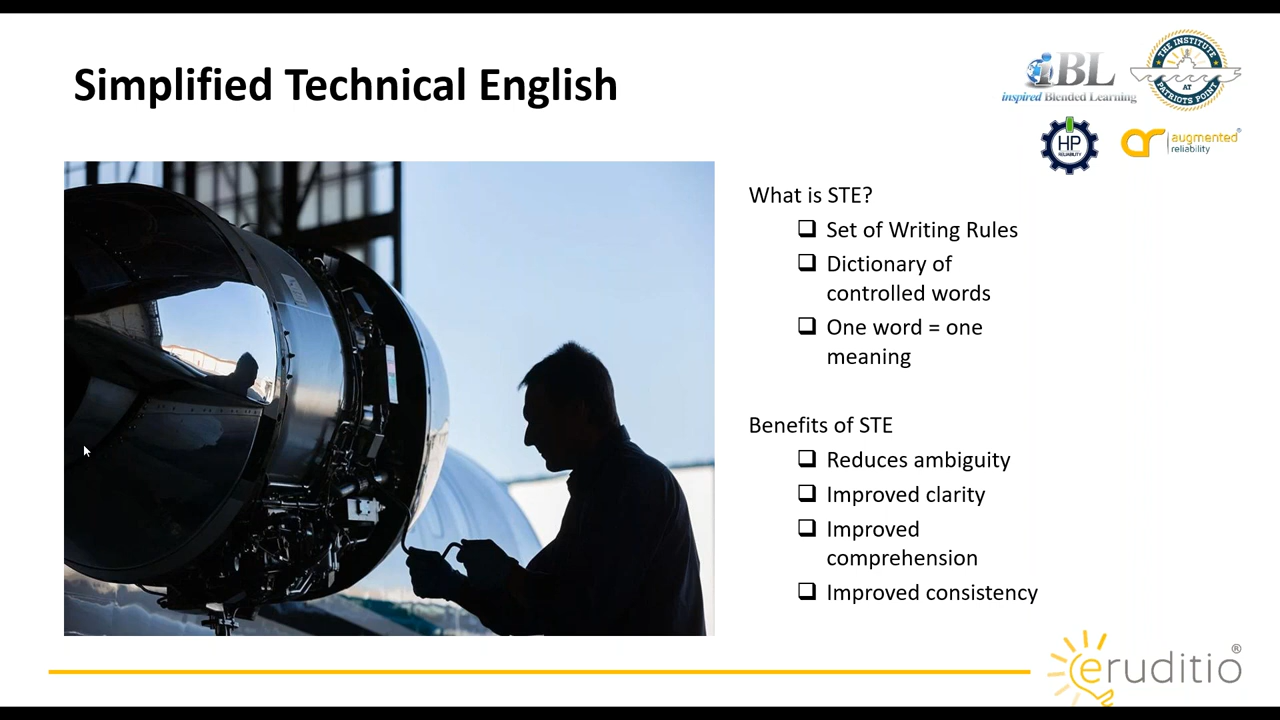 Simplified Technical English
iBL
inspired Blended Learning
THE INSTITUTE
AT
PATRIOTS POINT
HP
RELIABILITY
ar
augmented®
reliability
What is STE?
Set of Writing Rules
Dictionary of
controlled words
One word = one
meaning
Benefits of STE
Reduces ambiguity
Improved clarity
Improved
comprehension
Improved consistency
eruditio®